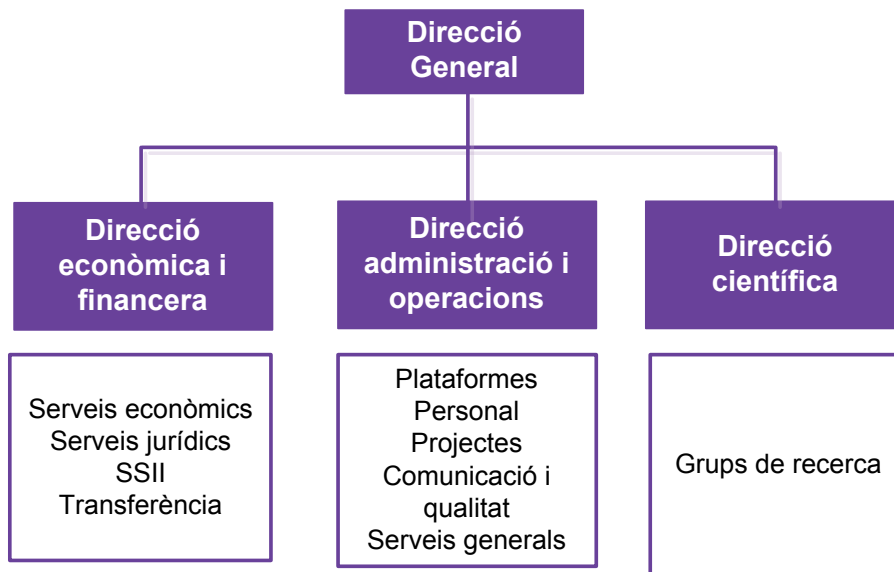 Direcció
General
Direcció
econòmica i
financera
Direcció
administració i
operacions
Direcció
científica
Serveis econòmics
Serveis jurídics
SSII
Transferència
Plataformes
Personal
Projectes
Comunicació i
qualitat
Serveis generals
Grups de recerca